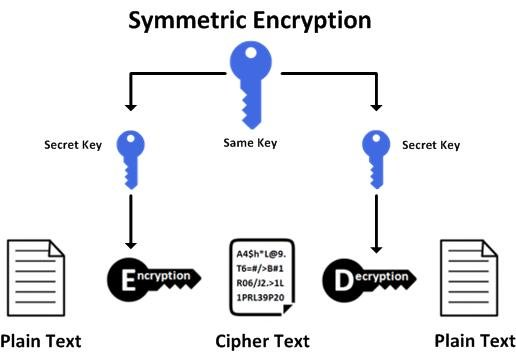 Symmetric Encryption
Secret Key
Same Key
Secret Key
Encryption
A4$h*L@9.
T6=#/>B#1
R06/J2.>1L
1PRL39P20
Decryption
Plain Text
Cipher Text
Plain Text